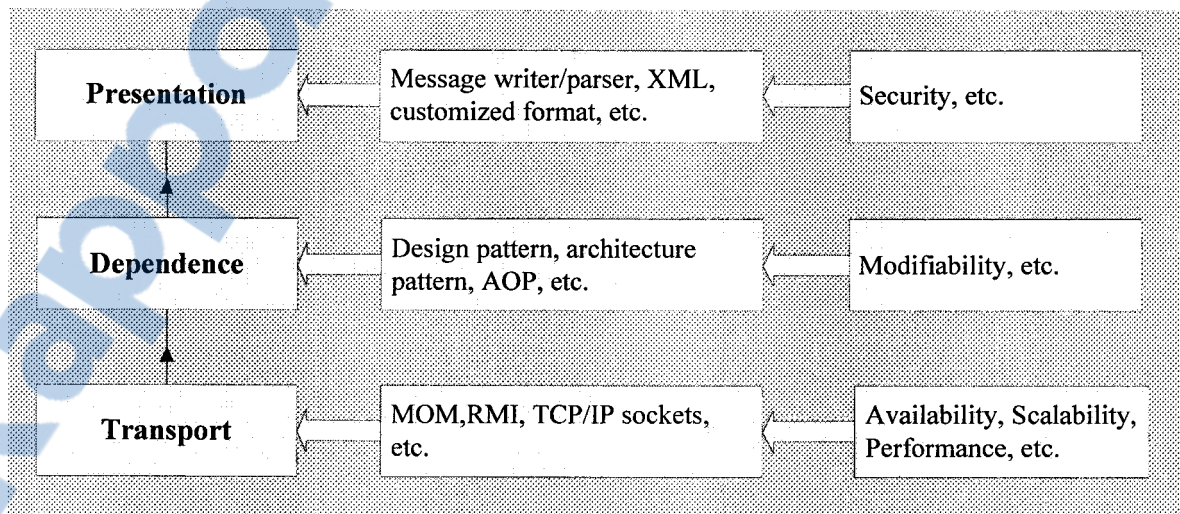 Presentation
Message writer/parser, XML,
customized format, etc.
Security, etc.
Dependence
Design pattern, architecture
pattern, AOP, etc.
Modifiability, etc.
Transport
MOM,RMI, TCP/IP sockets,
etc.
Availability, Scalability,
Performance, etc.